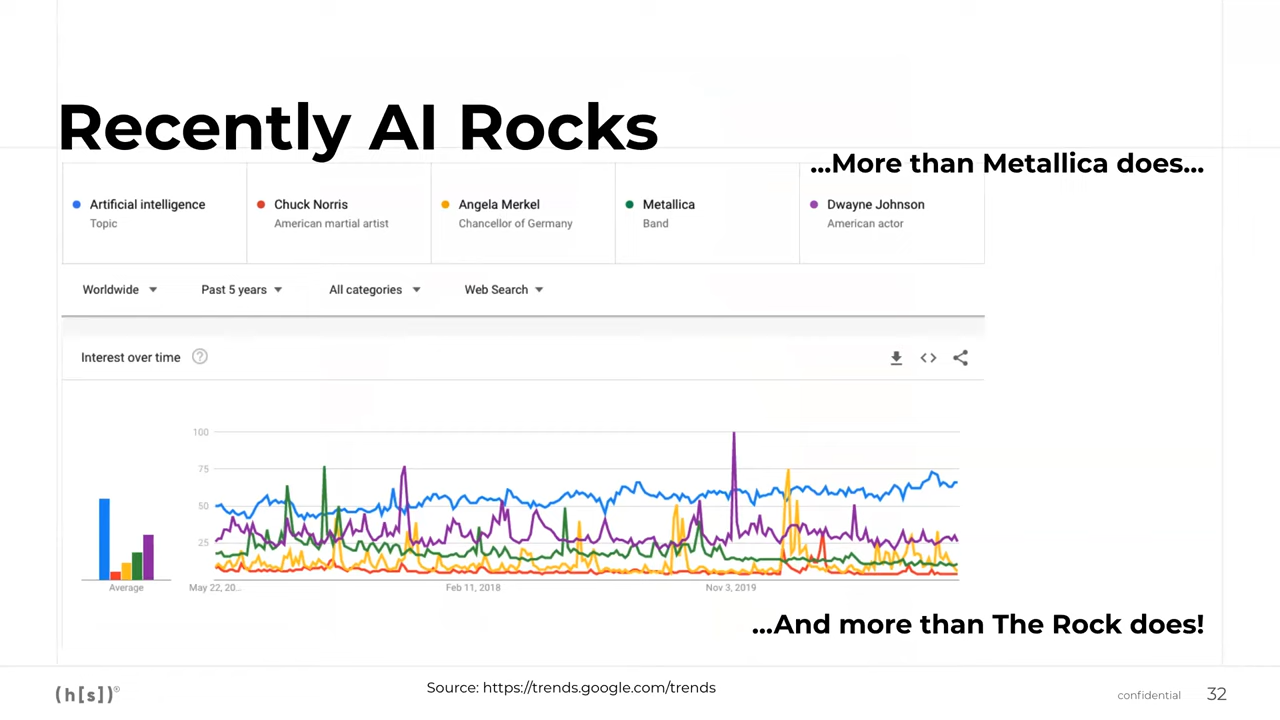 Recently AI Rocks
...More than Metallica does...
Artificial intelligence
Topic
Chuck Norris
American martial artist
Angela Merkel
Chancellor of Germany
Metallica
Band
Dwayne Johnson
American actor
Worldwide
Past 5 years
All categories
Web Search
Interest over time
?
100
75
50
25
Average
May 22, 20...
Feb 11, 2018
Nov 3, 2019
...And more than The Rock does!
(h[s])®
Source: https://trends.google.com/trends
confidential
32